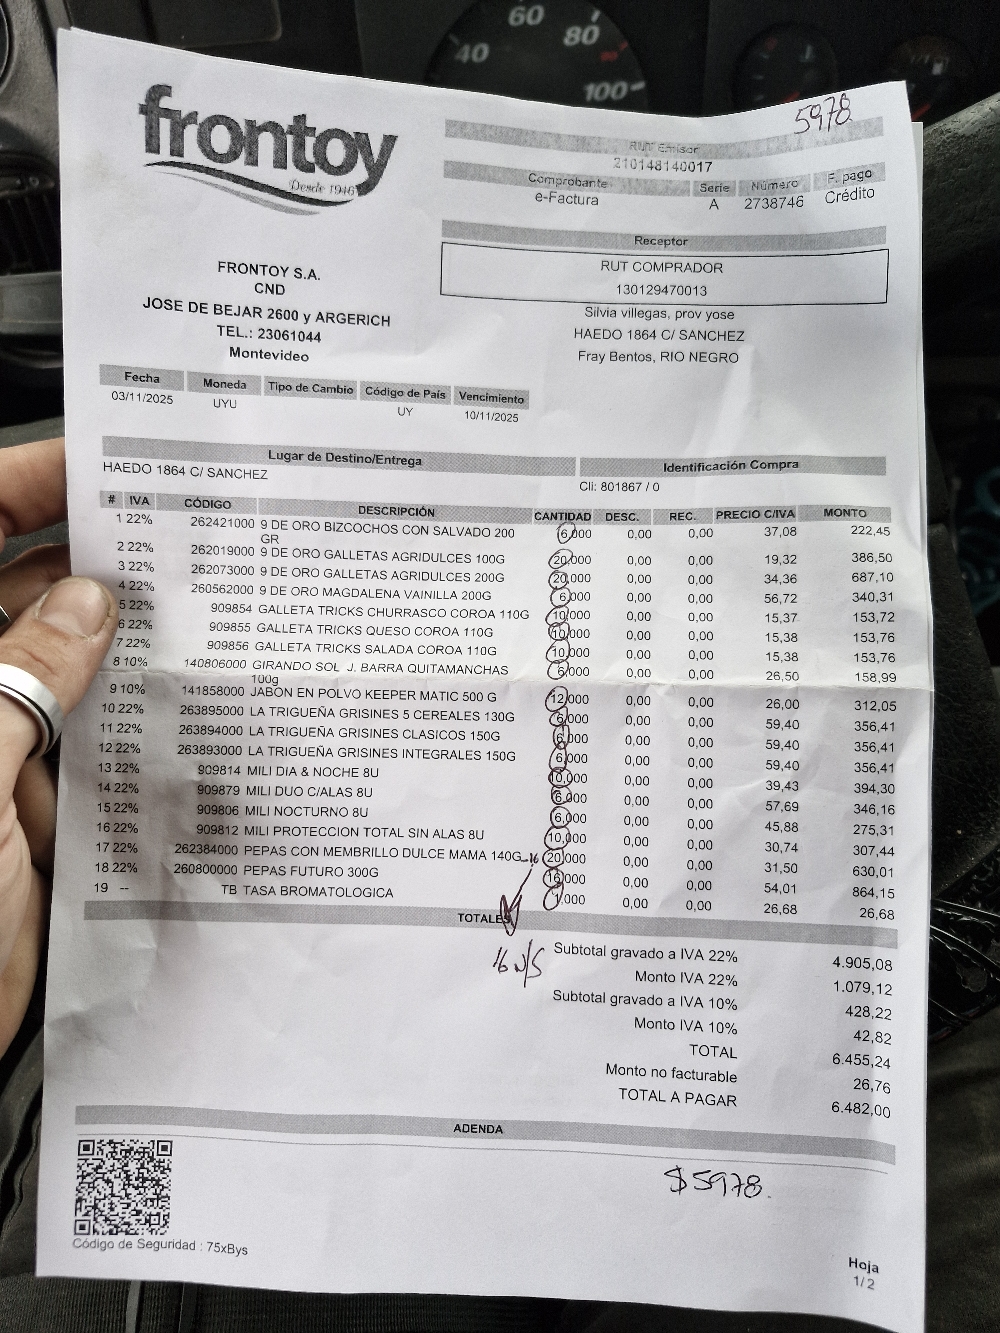 40
60
80
100
5978
frontoy
Desde 1946
RUT Emisor
210148140017
Comprobante Serie Número F. pago
e-Factura A 2738746 Crédito
Receptor
RUT COMPRADOR
130129470013
Silvia villegas, prov yose
HAEDO 1864 C/ SANCHEZ
Fray Bentos, RIO NEGRO
FRONTOY S.A.
CND
JOSE DE BEJAR 2600 y ARGERICH
TEL.: 23061044
Montevideo
Fecha Moneda Tipo de Cambio Código de País Vencimiento
03/11/2025 UYU UY 10/11/2025
Lugar de Destino/Entrega Identificación Compra
HAEDO 1864 C/ SANCHEZ Cli: 801867 / 0
# IVA CÓDIGO DESCRIPCIÓN CANTIDAD DESC. REC. PRECIO C/IVA MONTO
1 22% 262421000 9 DE ORO BIZCOCHOS CON SALVADO 200 6,000 0,00 0,00 37,08 222,45
GR
2 22% 262019000 9 DE ORO GALLETAS AGRIDULCES 100G 20,000 0,00 0,00 19,32 386,50
3 22% 262073000 9 DE ORO GALLETAS AGRIDULCES 200G 20,000 0,00 0,00 34,36 687,10
4 22% 260562000 9 DE ORO MAGDALENA VAINILLA 200G 6,000 0,00 0,00 56,72 340,31
5 22% 909854 GALLETA TRICKS CHURRASCO COROA 110G 10,000 0,00 0,00 15,37 153,72
6 22% 909855 GALLETA TRICKS QUESO COROA 110G 10,000 0,00 0,00 15,38 153,76
7 22% 909856 GALLETA TRICKS SALADA COROA 110G 10,000 0,00 0,00 15,38 153,76
8 10% 140806000 GIRANDO SOL J. BARRA QUITAMANCHAS 6,000 0,00 0,00 26,50 158,99
100g
9 10% 141858000 JABON EN POLVO KEEPER MATIC 500 G 12,000 0,00 0,00 26,00 312,05
10 22% 263895000 LA TRIGUEÑA GRISINES 5 CEREALES 130G 6,000 0,00 0,00 59,40 356,41
11 22% 263894000 LA TRIGUEÑA GRISINES CLASICOS 150G 6,000 0,00 0,00 59,40 356,41
12 22% 263893000 LA TRIGUEÑA GRISINES INTEGRALES 150G 6,000 0,00 0,00 59,40 356,41
13 22% 909814 MILI DIA & NOCHE 8U 10,000 0,00 0,00 39,43 394,30
14 22% 909879 MILI DUO C/ALAS 8U 6,000 0,00 0,00 57,69 346,16
15 22% 909806 MILI NOCTURNO 8U 6,000 0,00 0,00 45,88 275,31
16 22% 909812 MILI PROTECCION TOTAL SIN ALAS 8U 10,000 0,00 0,00 30,74 307,44
17 22% 262384000 PEPAS CON MEMBRILLO DULCE MAMA 140G -16 20,000 0,00 0,00 31,50 630,01
18 22% 260800000 PEPAS FUTURO 300G 16,000 0,00 0,00 54,01 864,15
19 -- TB TASA BROMATOLOGICA 1,000 0,00 0,00 26,68 26,68
TOTALES
16 N/S
Subtotal gravado a IVA 22% 4.905,08
Monto IVA 22% 1.079,12
Subtotal gravado a IVA 10% 428,22
Monto IVA 10% 42,82
TOTAL 6.455,24
Monto no facturable 26,76
TOTAL A PAGAR 6.482,00
ADENDA
$5978.
Código de Seguridad : 75xBys
Hoja
1/2